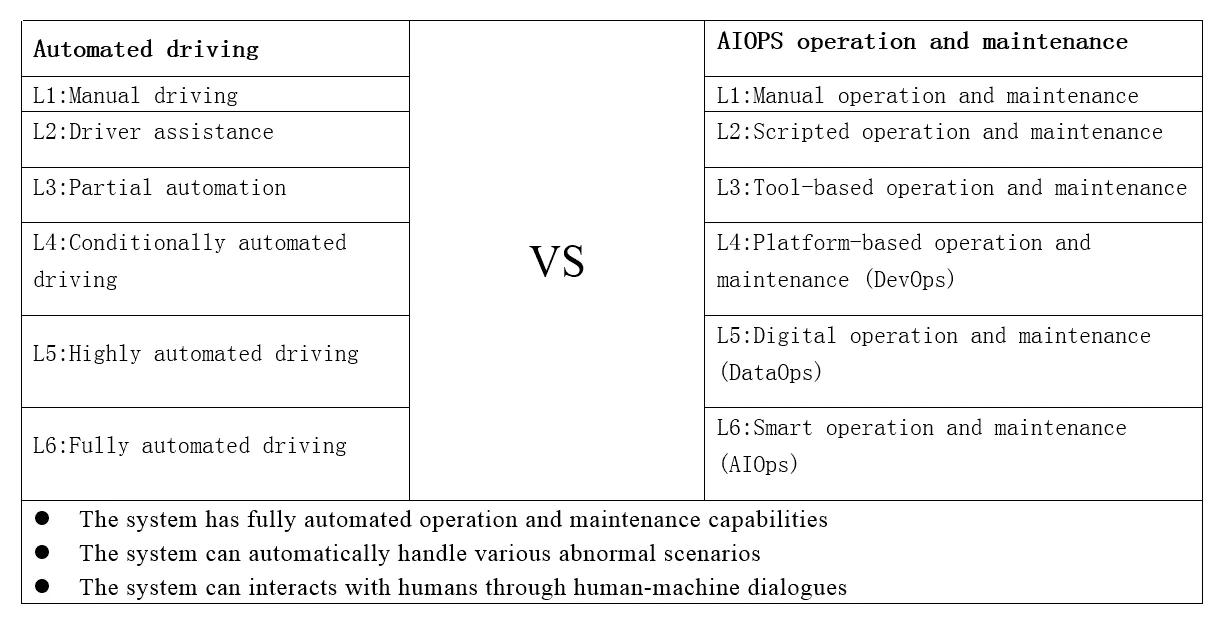 Automated driving
AIOPS operation and maintenance
L1:Manual driving
L1:Manual operation and maintenance
L2:Driver assistance
L2:Scripted operation and maintenance
L3:Partial automation
L3:Tool-based operation and maintenance
VS
L4:Conditionally automated
driving
L4:Platform-based operation and
maintenance (DevOps)
L5:Highly automated driving
L5:Digital operation and maintenance
(DataOps)
L6:Fully automated driving
L6:Smart operation and maintenance
(AIOps)
● The system has fully automated operation and maintenance capabilities
● The system can automatically handle various abnormal scenarios
● The system can interacts with humans through human-machine dialogues